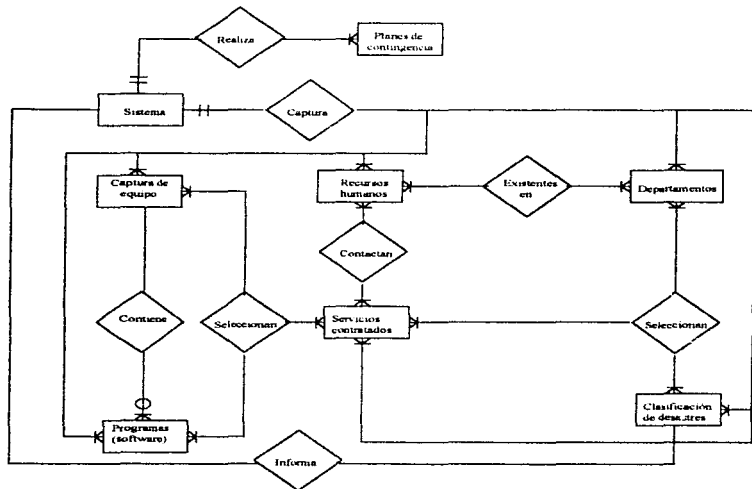 Realiza
Planes de
contingencia
Sistema
Captura
Captura de
equipo
Recursos
humanos
Existentes
en
Departamentos
Contactan
Contiene
Seleccionan
Servicios
contratados
Seleccionan
Programas
(software)
Clasificación
de desastres
Informa